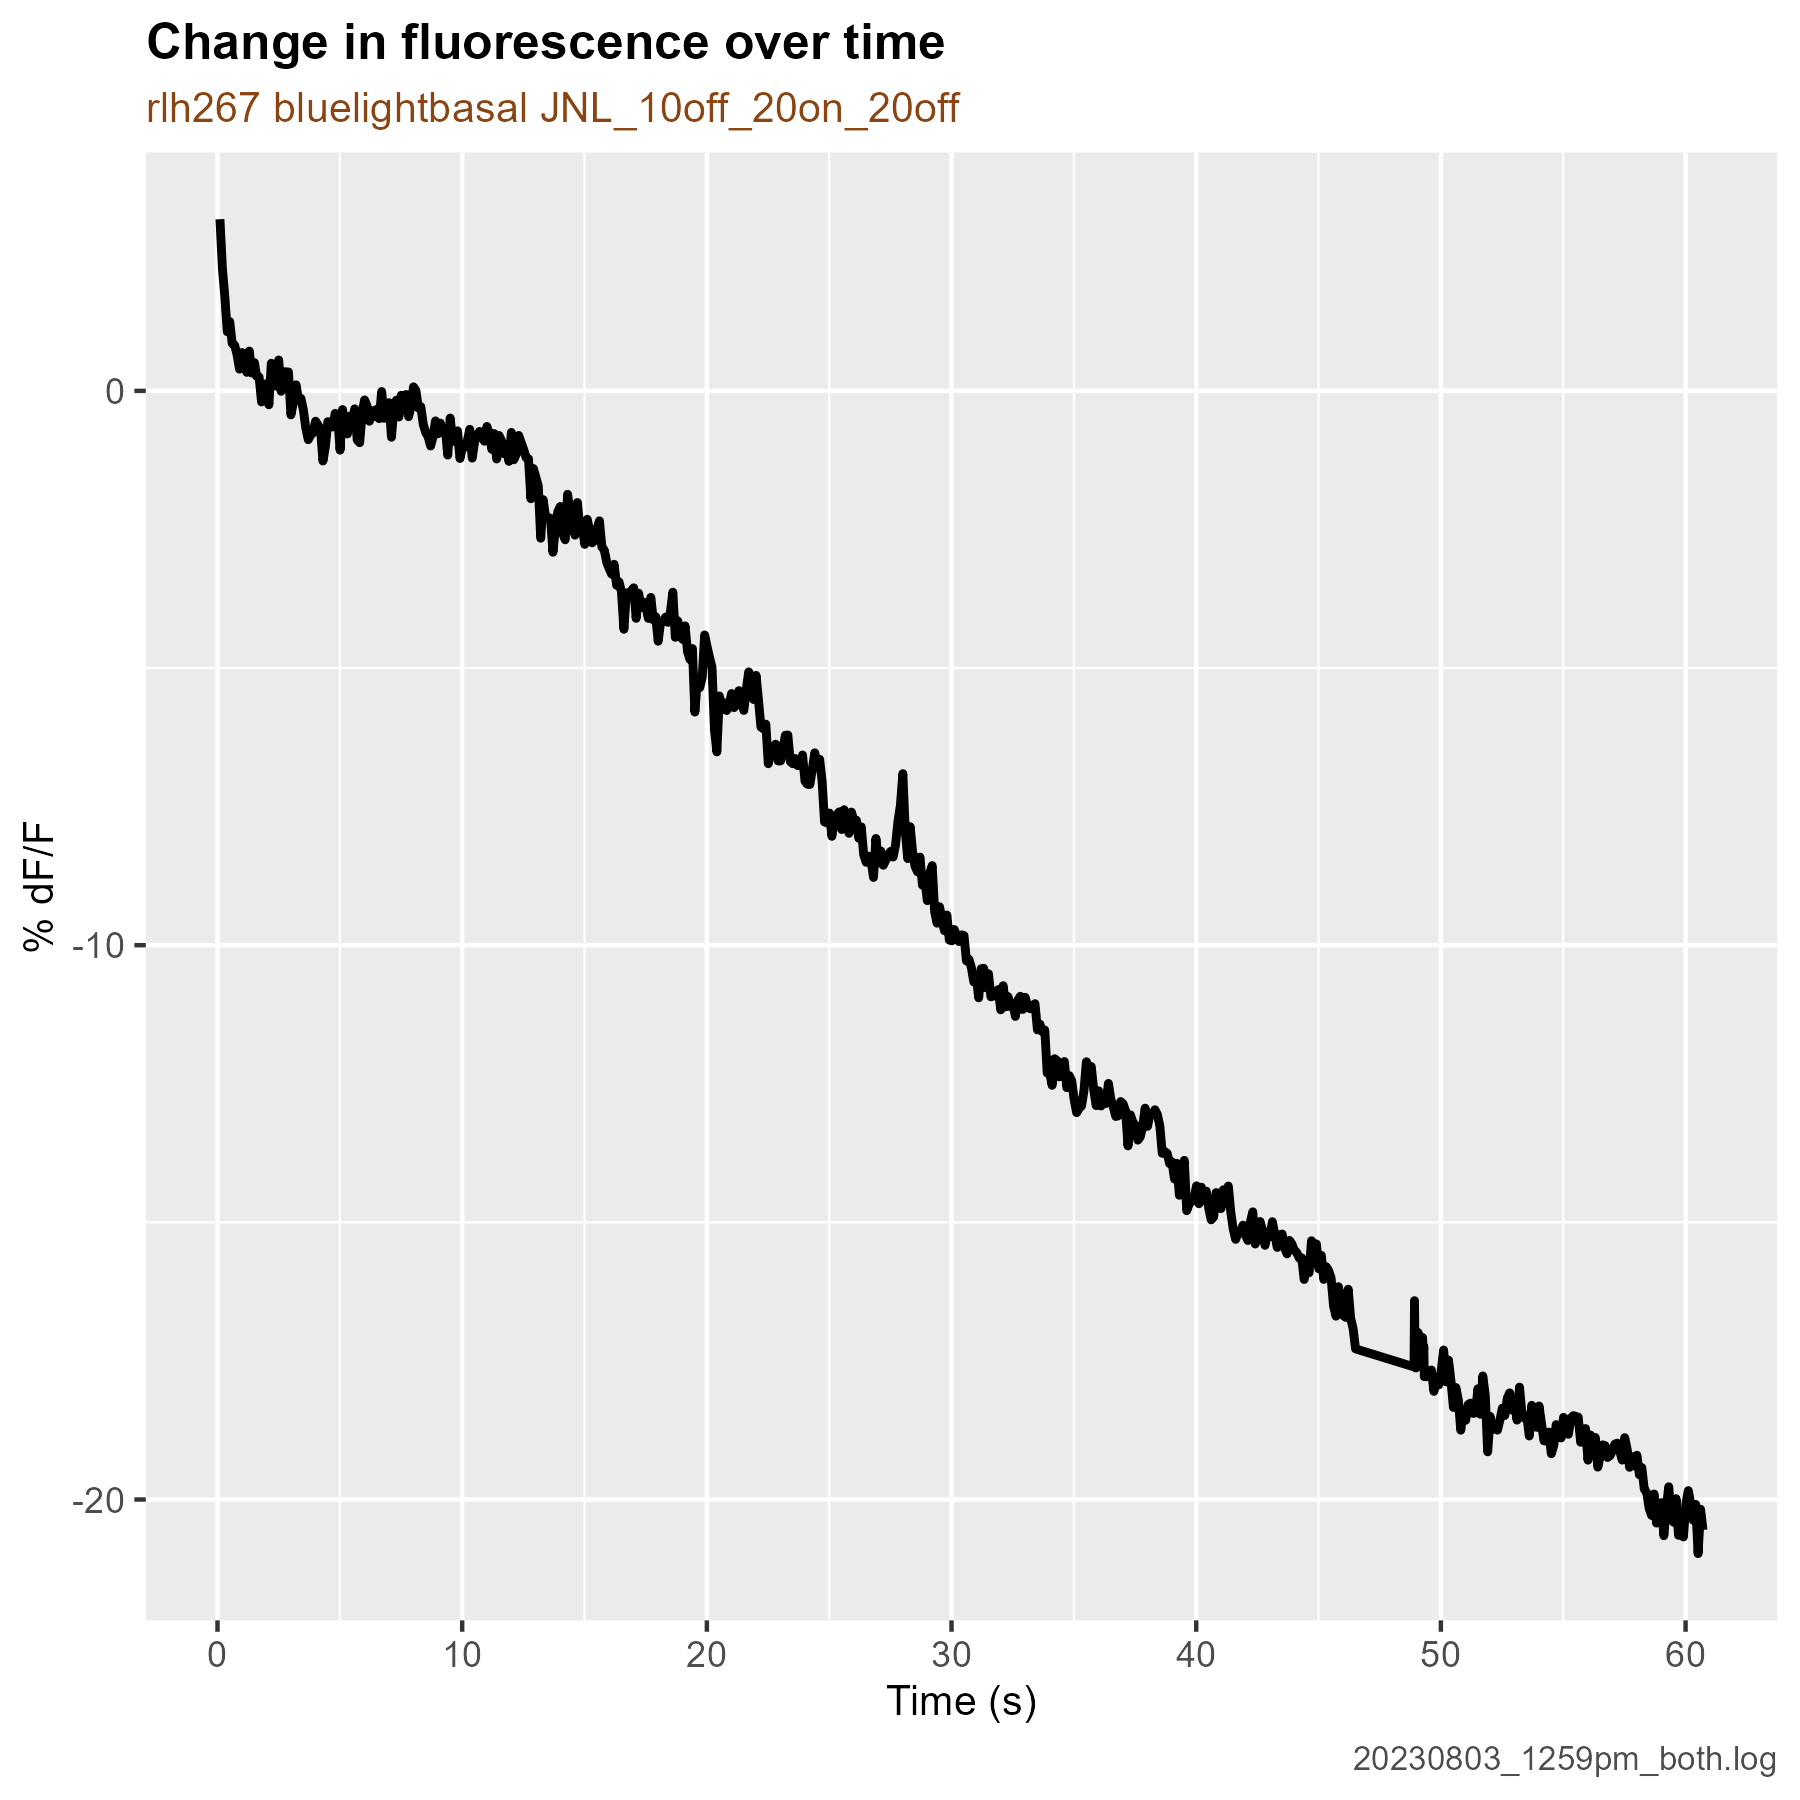 Change in fluorescence over time
rlh267 bluelightbasal JNL_10off_20on_20off
% dF/F
0
-10
-20
0 10 20 30 40 50 60
Time (s)
20230803_1259pm_both.log